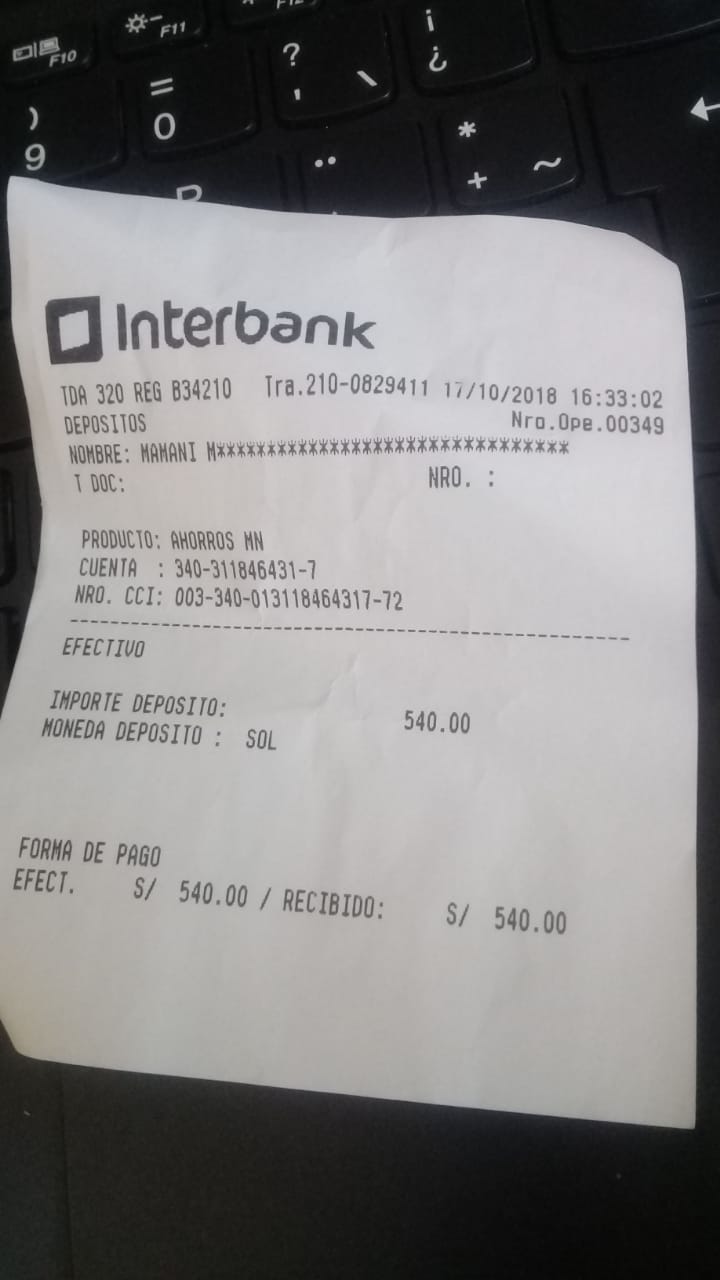 F10
F11
F12
)
9
=
0
?
'
\
¡
¿
P
¨
*
+
~
Interbank
TDA 320 REG B34210 Tra.210-0829411 17/10/2018 16:33:02
DEPOSITOS Nro.Ope.00349
NOMBRE: MAMANI M******************************
T DOC: NRO. :
PRODUCTO: AHORROS MN
CUENTA : 340-311846431-7
NRO. CCI: 003-340-013118464317-72
--------------------------------------------------------
EFECTIVO
IMPORTE DEPOSITO: 540.00
MONEDA DEPOSITO : SOL
FORMA DE PAGO
EFECT. S/ 540.00 / RECIBIDO: S/ 540.00